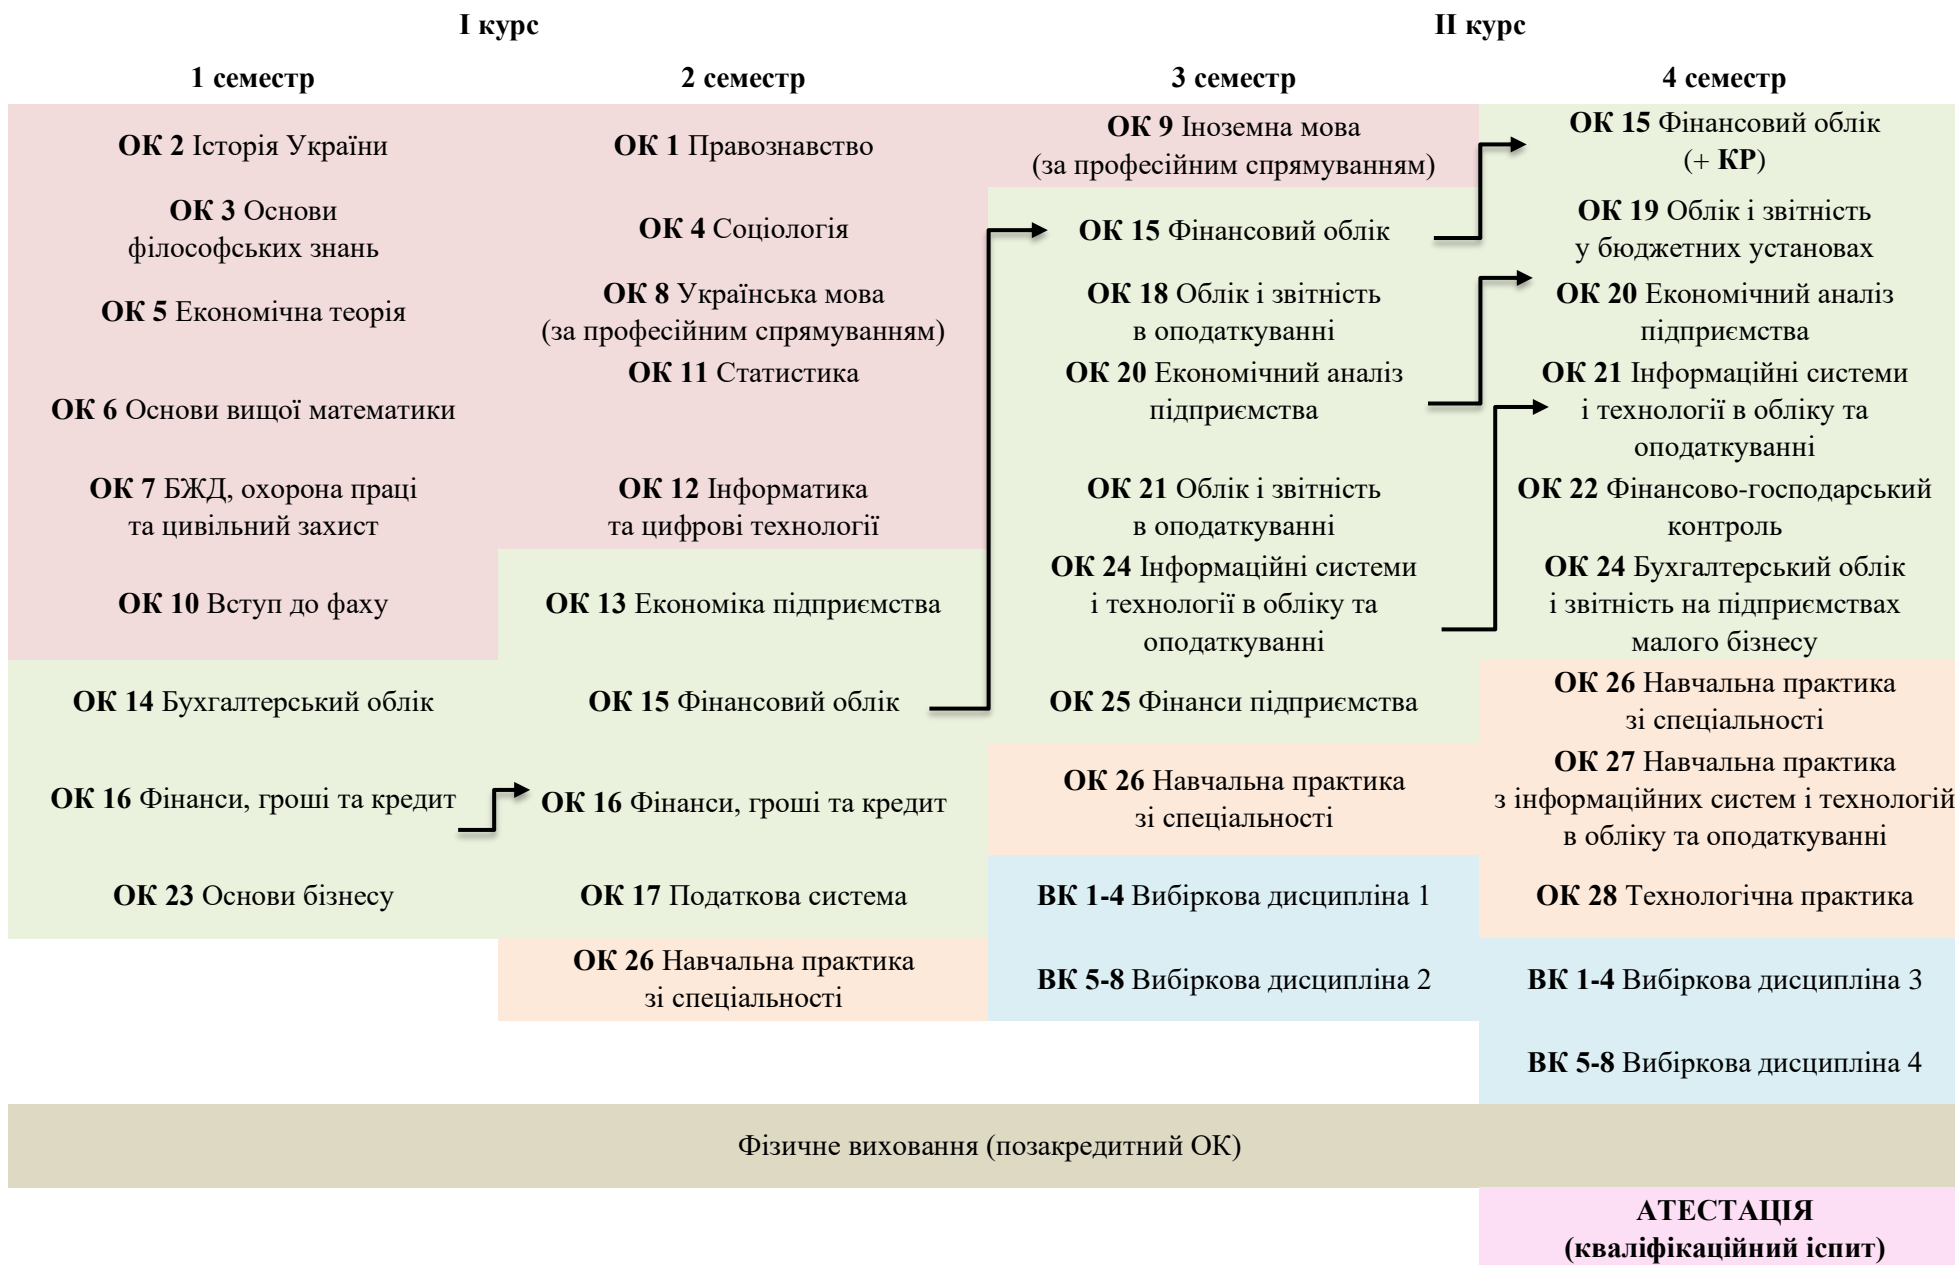 І курс
ІІ курс
1 семестр
2 семестр
3 семестр
4 семестр
ОК 2 Історія України
ОК 3 Основи
філософських знань
ОК 5 Економічна теорія
ОК 6 Основи вищої математики
ОК 7 БЖД, охорона праці
та цивільний захист
ОК 10 Вступ до фаху
ОК 14 Бухгалтерський облік
ОК 16 Фінанси, гроші та кредит
ОК 23 Основи бізнесу
ОК 1 Правознавство
ОК 4 Соціологія
ОК 8 Українська мова
(за професійним спрямуванням)
ОК 11 Статистика
ОК 12 Інформатика
та цифрові технології
ОК 13 Економіка підприємства
ОК 15 Фінансовий облік
ОК 16 Фінанси, гроші та кредит
ОК 17 Податкова система
ОК 26 Навчальна практика
зі спеціальності
ОК 9 Іноземна мова
(за професійним спрямуванням)
ОК 15 Фінансовий облік
ОК 18 Облік і звітність
в оподаткуванні
ОК 20 Економічний аналіз
підприємства
ОК 21 Облік і звітність
в оподаткуванні
ОК 24 Інформаційні системи
і технології в обліку та
оподаткуванні
ОК 25 Фінанси підприємства
ОК 26 Навчальна практика
зі спеціальності
ВК 1-4 Вибіркова дисципліна 1
ВК 5-8 Вибіркова дисципліна 2
ОК 15 Фінансовий облік
(+ КР)
ОК 19 Облік і звітність
у бюджетних установах
ОК 20 Економічний аналіз
підприємства
ОК 21 Інформаційні системи
і технології в обліку та
оподаткуванні
ОК 22 Фінансово-господарський
контроль
ОК 24 Бухгалтерський облік
і звітність на підприємствах
малого бізнесу
ОК 26 Навчальна практика
зі спеціальності
ОК 27 Навчальна практика
з інформаційних систем і технологій
в обліку та оподаткуванні
ОК 28 Технологічна практика
ВК 1-4 Вибіркова дисципліна 3
ВК 5-8 Вибіркова дисципліна 4
Фізичне виховання (позакредитний ОК)
АТЕСТАЦІЯ
(кваліфікаційний іспит)